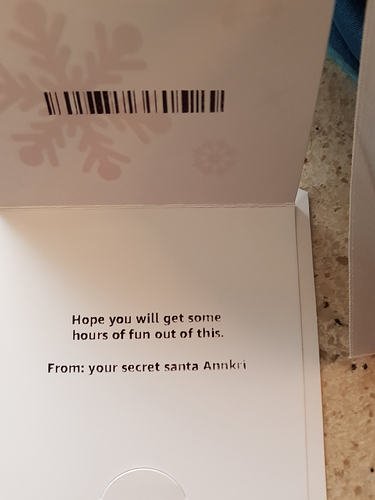 Hope you will get some
hours of fun out of this.
From: your secret santa Annkri